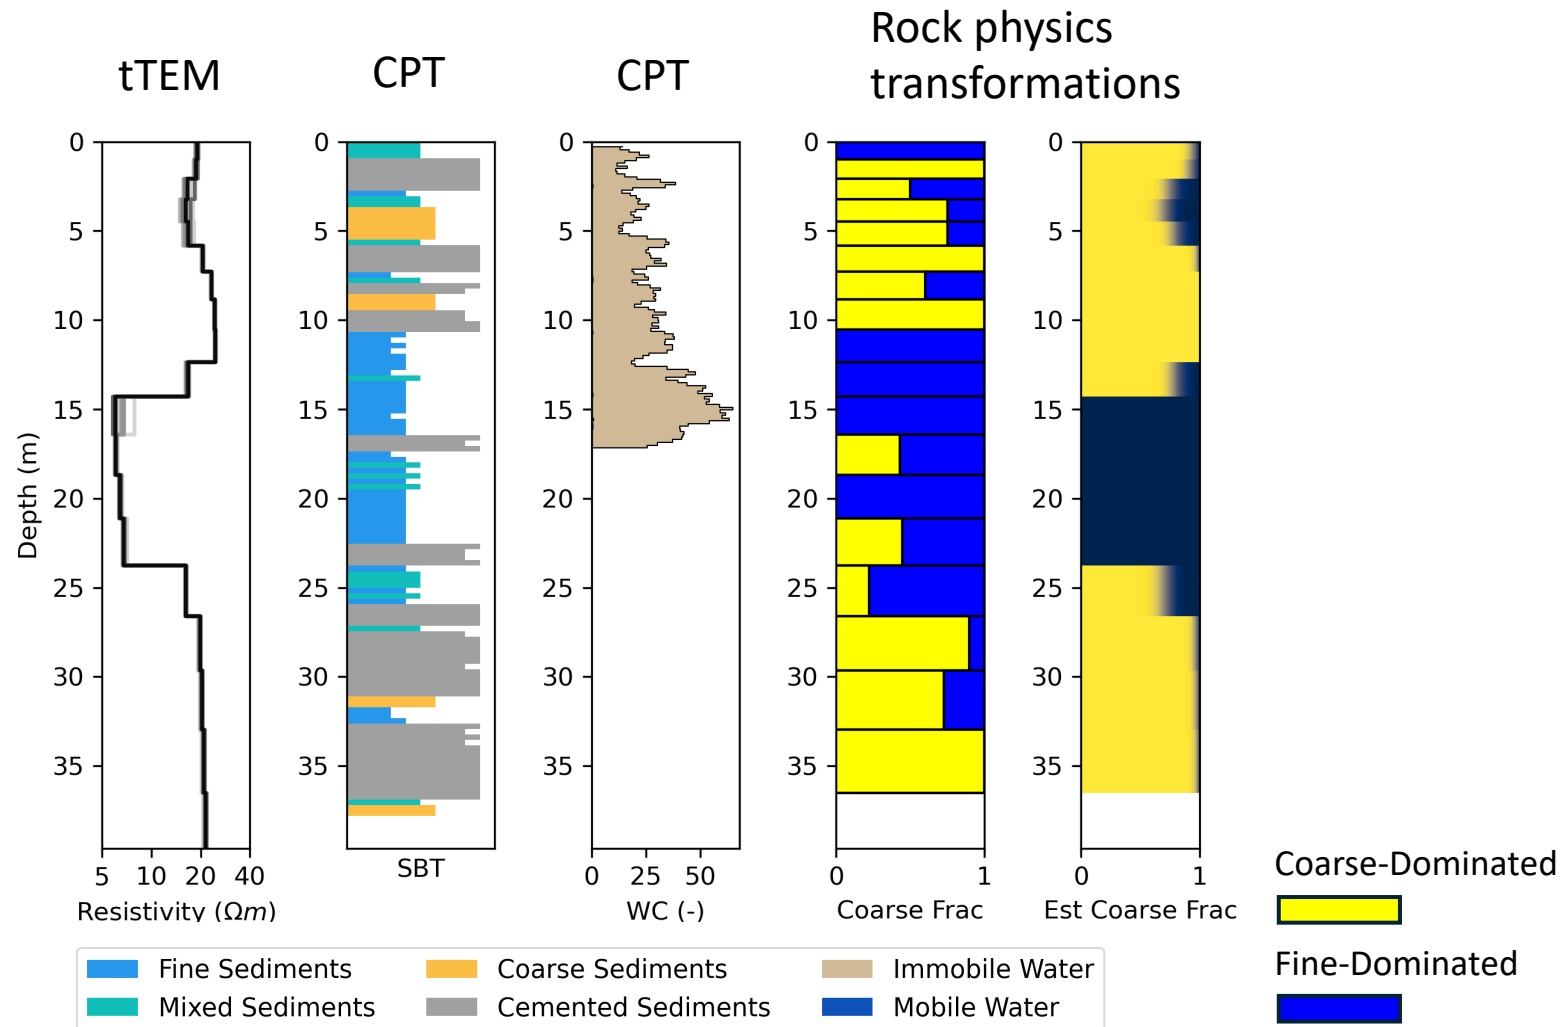 tTEM
CPT
CPT
Rock physics
transformations
Depth (m)
0
5
10
15
20
25
30
35
5 10 20 40
Resistivity (Ωm)
0
5
10
15
20
25
30
35
SBT
0
5
10
15
20
25
30
35
0 25 50
WC (-)
0
5
10
15
20
25
30
35
0 1
Coarse Frac
0
5
10
15
20
25
30
35
0 1
Est Coarse Frac
Coarse-Dominated
Fine-Dominated
Fine Sediments
Mixed Sediments
Coarse Sediments
Cemented Sediments
Immobile Water
Mobile Water